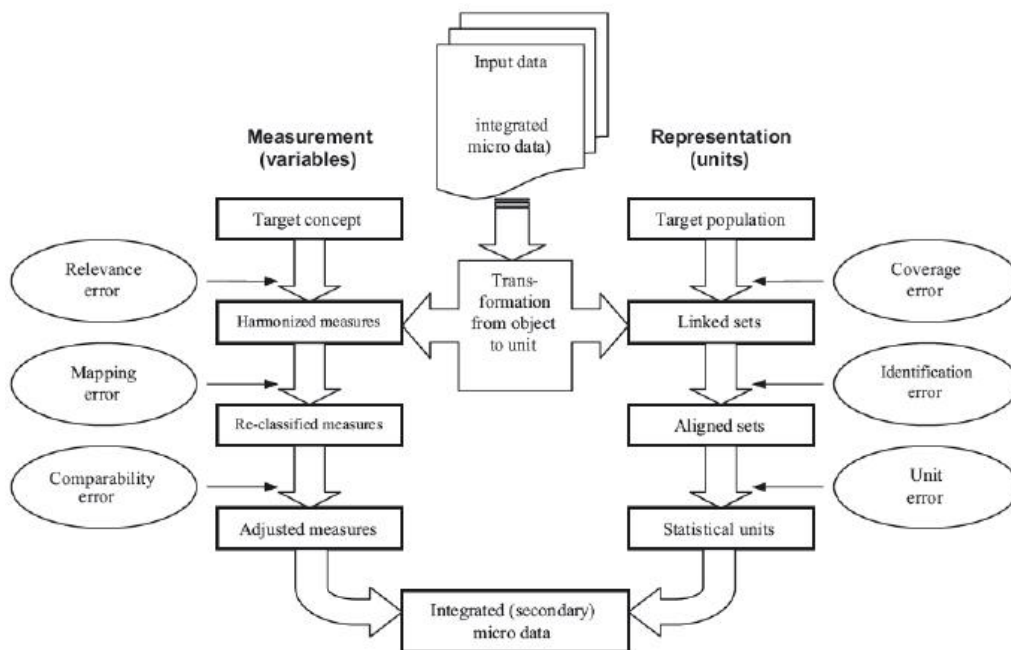 Input data
integrated
micro data)
Measurement
(variables)
Representation
(units)
Target concept
Target population
Relevance
error
Trans-
formation
from object
to unit
Coverage
error
Harmonized measures
Linked sets
Mapping
error
Identification
error
Re-classified measures
Aligned sets
Comparability
error
Unit
error
Adjusted measures
Statistical units
Integrated (secondary)
micro data